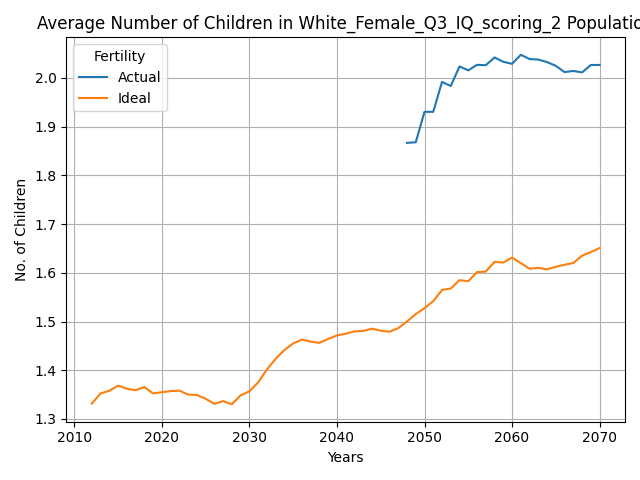 Average Number of Children in White_Female_Q3_IQ_scoring_2 Populatio
Fertility
Actual
Ideal
No. of Children
2.0
1.9
1.8
1.7
1.6
1.5
1.4
1.3
2010 2020 2030 2040 2050 2060 2070
Years